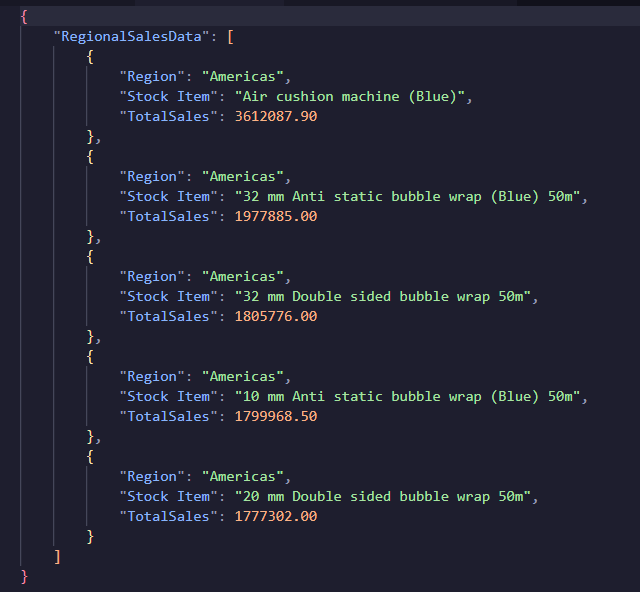 {
"RegionalSalesData": [
{
"Region": "Americas",
"Stock Item": "Air cushion machine (Blue)",
"TotalSales": 3612087.90
},
{
"Region": "Americas",
"Stock Item": "32 mm Anti static bubble wrap (Blue) 50m",
"TotalSales": 1977885.00
},
{
"Region": "Americas",
"Stock Item": "32 mm Double sided bubble wrap 50m",
"TotalSales": 1805776.00
},
{
"Region": "Americas",
"Stock Item": "10 mm Anti static bubble wrap (Blue) 50m",
"TotalSales": 1799968.50
},
{
"Region": "Americas",
"Stock Item": "20 mm Double sided bubble wrap 50m",
"TotalSales": 1777302.00
}
]
}